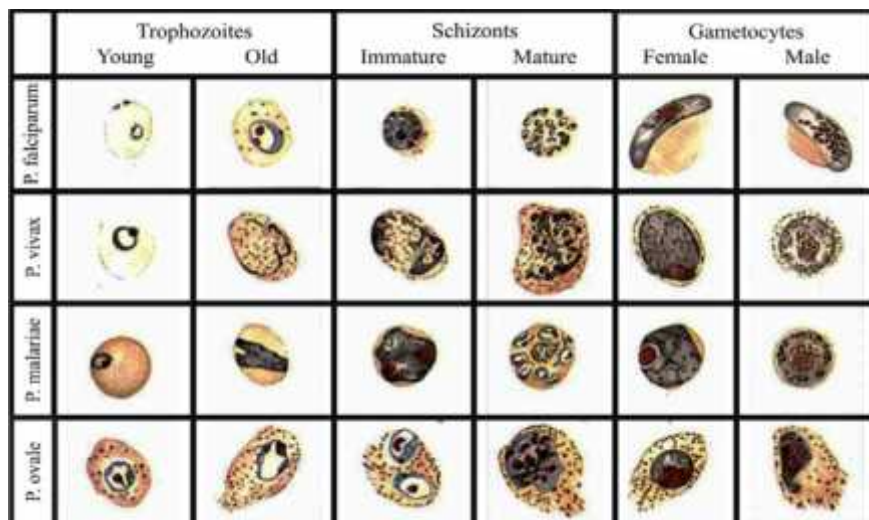 Trophozoites Schizonts Gametocytes
Young Old Immature Mature Female Male
P. falciparum
P. vivax
P. malariae
P. ovale